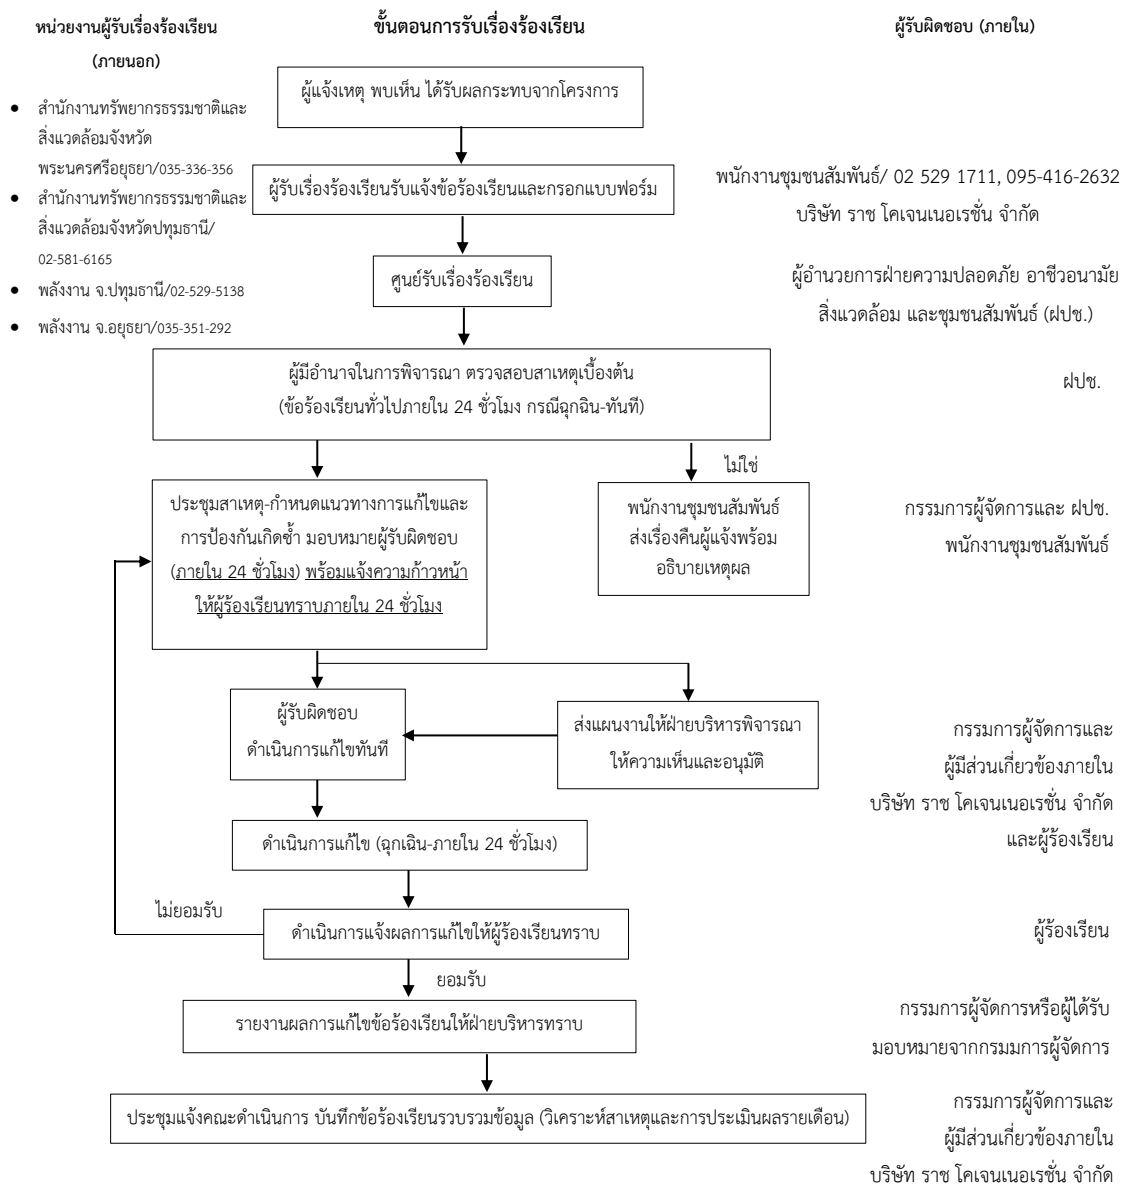 หน่วยงานผู้รับเรื่องร้องเรียน
(ภายนอก)
● สำนักงานทรัพยากรธรรมชาติและ
สิ่งแวดล้อมจังหวัด
พระนครศรีอยุธยา/035-336-356
● สำนักงานทรัพยากรธรรมชาติและ
สิ่งแวดล้อมจังหวัดปทุมธานี/
02-581-6165
● พลังงาน จ.ปทุมธานี/02-529-5138
● พลังงาน จ.อยุธยา/035-351-292
ขั้นตอนการรับเรื่องร้องเรียน
ผู้แจ้งเหตุ พบเห็น ได้รับผลกระทบจากโครงการ
ผู้รับเรื่องร้องเรียนรับแจ้งข้อร้องเรียนและกรอกแบบฟอร์ม
ศูนย์รับเรื่องร้องเรียน
ผู้มีอำนาจในการพิจารณา ตรวจสอบสาเหตุเบื้องต้น
(ข้อร้องเรียนทั่วไปภายใน 24 ชั่วโมง กรณีฉุกฉิน-ทันที)
ไม่ใช่
ประชุมสาเหตุ-กำหนดแนวทางการแก้ไขและ
การป้องกันเกิดซ้ำ มอบหมายผู้รับผิดชอบ
(ภายใน 24 ชั่วโมง) พร้อมแจ้งความก้าวหน้า
ให้ผู้ร้องเรียนทราบภายใน 24 ชั่วโมง
พนักงานชุมชนสัมพันธ์
ส่งเรื่องคืนผู้แจ้งพร้อม
อธิบายเหตุผล
ผู้รับผิดชอบ
ดำเนินการแก้ไขทันที
ส่งแผนงานให้ฝ่ายบริหารพิจารณา
ให้ความเห็นและอนุมัติ
ดำเนินการแก้ไข (ฉุกเฉิน-ภายใน 24 ชั่วโมง)
ไม่ยอมรับ
ดำเนินการแจ้งผลการแก้ไขให้ผู้ร้องเรียนทราบ
ยอมรับ
รายงานผลการแก้ไขข้อร้องเรียนให้ฝ่ายบริหารทราบ
ประชุมแจ้งคณะดำเนินการ บันทึกข้อร้องเรียนรวบรวมข้อมูล (วิเคราะห์สาเหตุและการประเมินผลรายเดือน)
ผู้รับผิดชอบ (ภายใน)
พนักงานชุมชนสัมพันธ์/ 02 529 1711, 095-416-2632
บริษัท ราช โคเจนเนอเรชั่น จำกัด
ผู้อำนวยการฝ่ายความปลอดภัย อาชีวอนามัย
สิ่งแวดล้อม และชุมชนสัมพันธ์ (ฝปช.)
ฝปช.
กรรมการผู้จัดการและ ฝปช.
พนักงานชุมชนสัมพันธ์
กรรมการผู้จัดการและ
ผู้มีส่วนเกี่ยวข้องภายใน
บริษัท ราช โคเจนเนอเรชั่น จำกัด
และผู้ร้องเรียน
ผู้ร้องเรียน
กรรมการผู้จัดการหรือผู้ได้รับ
มอบหมายจากกรมมการผู้จัดการ
กรรมการผู้จัดการและ
ผู้มีส่วนเกี่ยวข้องภายใน
บริษัท ราช โคเจนเนอเรชั่น จำกัด